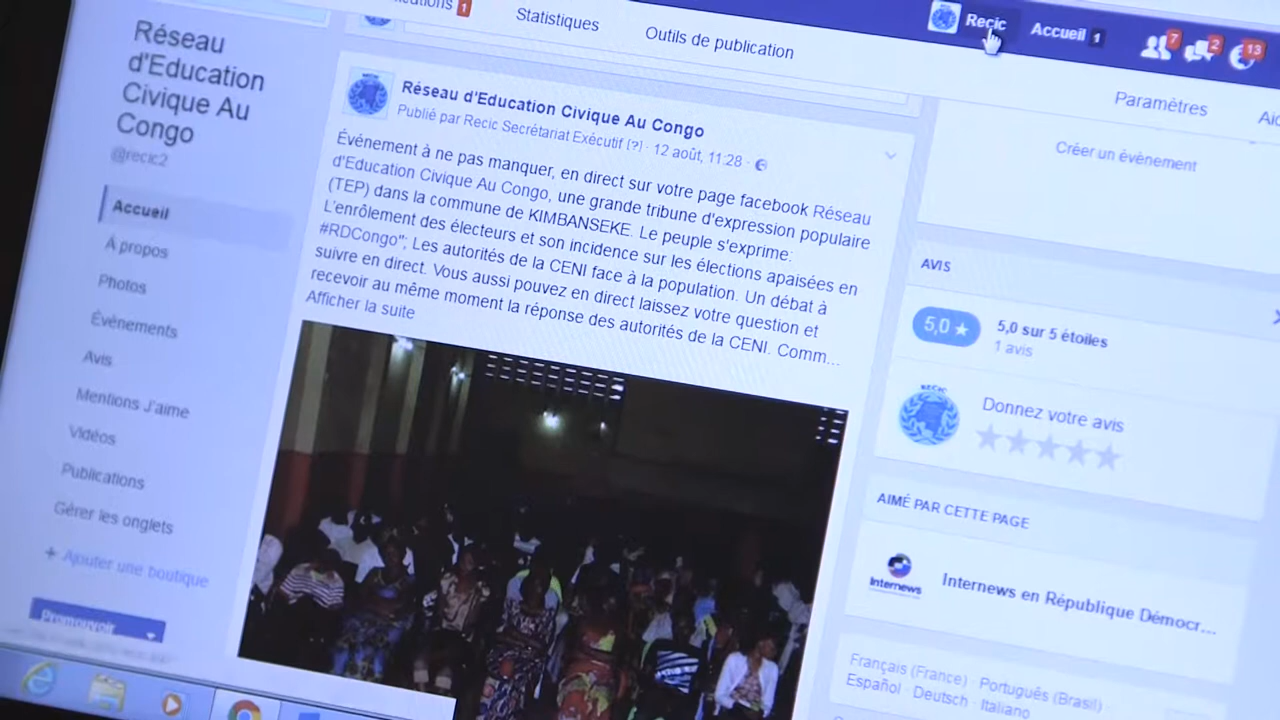 1
Statistiques
Outils de publication
Recic
Accueil 1
7
2
13
Paramètres
Réseau
d'Education
Civique Au
Congo
@recic2
Accueil
À propos
Photos
Événements
Avis
Mentions J'aime
Vidéos
Publications
Gérer les onglets
+ Ajouter une boutique
Promouvoir
Réseau d'Education Civique Au Congo
Publié par Recic Secrétariat Exécutif [?] · 12 août, 11:28 ·
Événement à ne pas manquer, en direct sur votre page facebook Réseau
d'Education Civique Au Congo, une grande tribune d'expression populaire
(TEP) dans la commune de KIMBANSEKE. Le peuple s'exprime:
L'enrôlement des électeurs et son incidence sur les élections apaisées en
#RDCongo"; Les autorités de la CENI face à la population. Un débat à
suivre en direct. Vous aussi pouvez en direct laissez votre question et
recevoir au même moment la réponse des autorités de la CENI. Comm...
Afficher la suite
Créer un évènement
AVIS
5,0 ★
5,0 sur 5 étoiles
1 avis
RECIC
Donnez votre avis
AIMÉ PAR CETTE PAGE
Internews
Internews en République Démocr...
Français (France) · Português (Brasil) ·
Español · Deutsch · Italiano